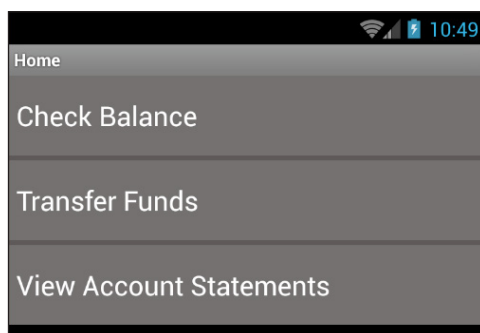 10:49
Home
Check Balance
Transfer Funds
View Account Statements